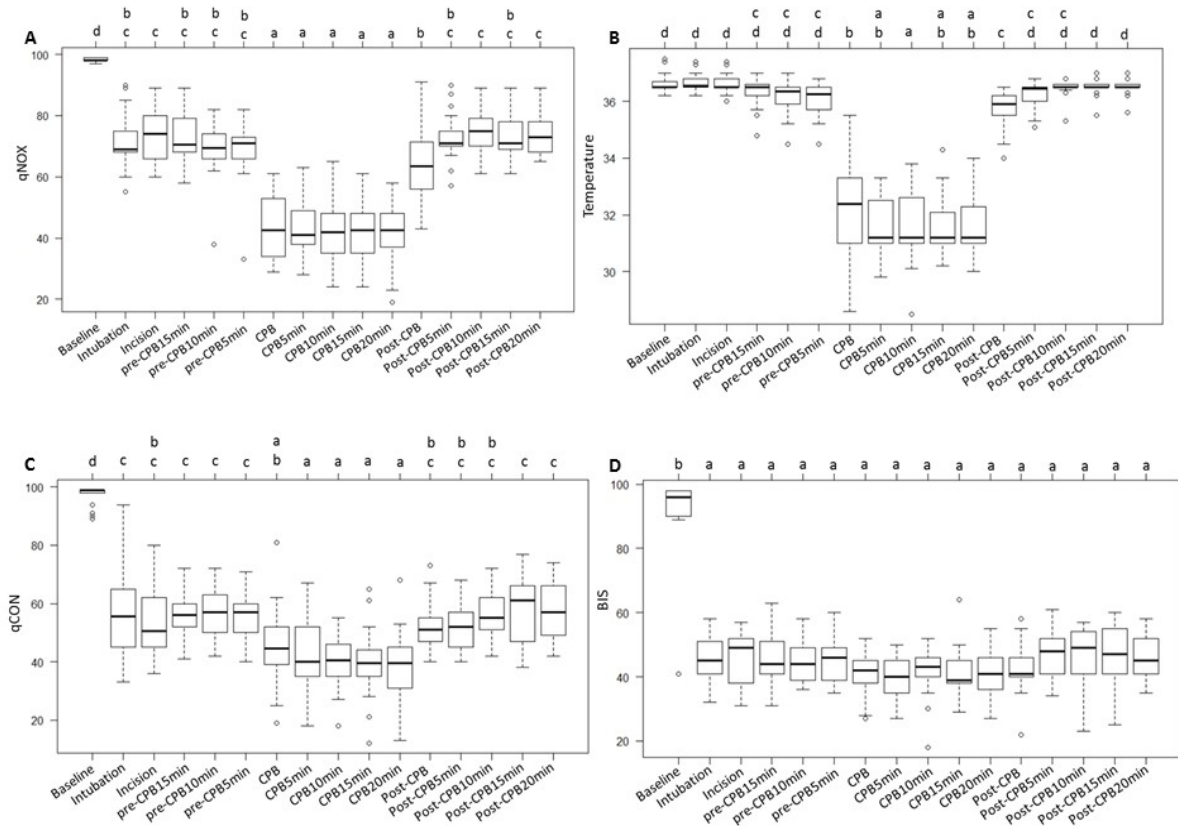 b b b b b b
A d c c c c c a a a a a b c c c c
100
80
qNOX
60
40
20
Baseline Intubation Incision pre-CPB15min pre-CPB10min pre-CPB5min CPB CPB5min CPB10min CPB15min CPB20min Post-CPB Post-CPB5min Post-CPB10min Post-CPB15min Post-CPB20min
c c c a a a c c
B d d d d d d b b a b b c d d d d
36
34
Temperature
32
30
Baseline Intubation Incision pre-CPB15min pre-CPB10min pre-CPB5min CPB CPB5min CPB10min CPB15min CPB20min Post-CPB Post-CPB5min Post-CPB10min Post-CPB15min Post-CPB20min
b a b b b
C d c c c c c b a a a a c c c c c
100
80
qCON
60
40
20
Baseline Intubation Incision pre-CPB15min pre-CPB10min pre-CPB5min CPB CPB5min CPB10min CPB15min CPB20min Post-CPB Post-CPB5min Post-CPB10min Post-CPB15min Post-CPB20min
D b a a a a a a a a a a a a a a a
100
80
BIS
60
40
20
Baseline Intubation Incision pre-CPB15min pre-CPB10min pre-CPB5min CPB CPB5min CPB10min CPB15min CPB20min Post-CPB Post-CPB5min Post-CPB10min Post-CPB15min Post-CPB20min